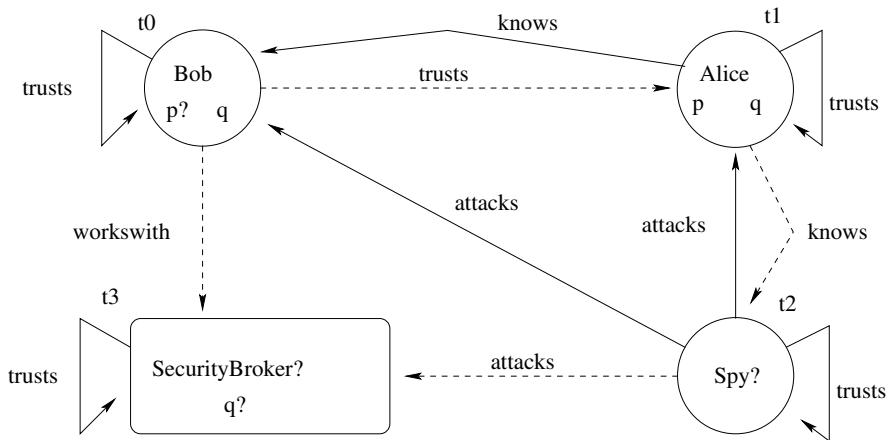 t0
t1
knows
Bob
Alice
trusts
trusts
p? q
p q
trusts
attacks
attacks
workswith
knows
t3
t2
SecurityBroker?
attacks
Spy?
trusts
trusts
q?